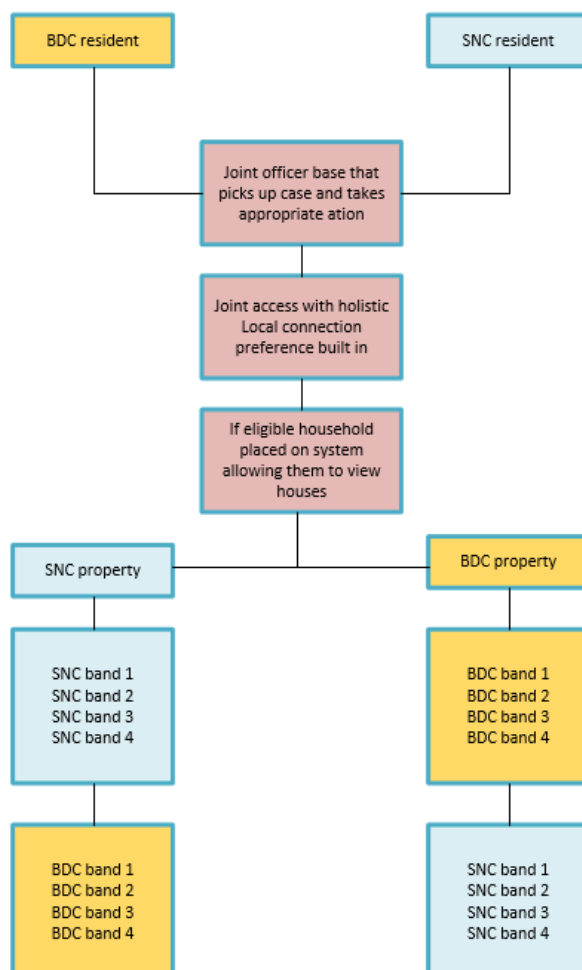 BDC resident
SNC resident
Joint officer base that
picks up case and takes
appropriate ation
Joint access with holistic
Local connection
preference built in
If eligible household
placed on system
allowing them to view
houses
SNC property
BDC property
SNC band 1
SNC band 2
SNC band 3
SNC band 4
BDC band 1
BDC band 2
BDC band 3
BDC band 4
BDC band 1
BDC band 2
BDC band 3
BDC band 4
SNC band 1
SNC band 2
SNC band 3
SNC band 4